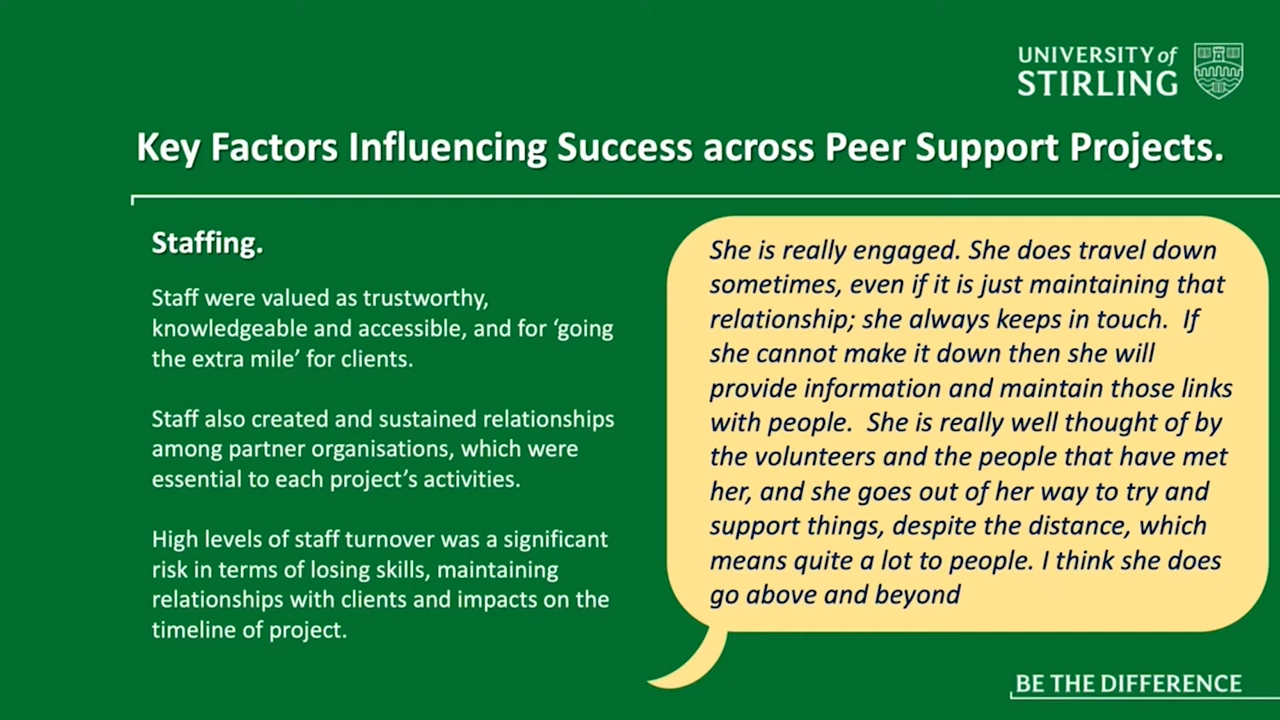 UNIVERSITY of
STIRLING
Key Factors Influencing Success across Peer Support Projects.
Staffing.
Staff were valued as trustworthy,
knowledgeable and accessible, and for ‘going
the extra mile’ for clients.
Staff also created and sustained relationships
among partner organisations, which were
essential to each project’s activities.
High levels of staff turnover was a significant
risk in terms of losing skills, maintaining
relationships with clients and impacts on the
timeline of project.
She is really engaged. She does travel down
sometimes, even if it is just maintaining that
relationship; she always keeps in touch.  If
she cannot make it down then she will
provide information and maintain those links
with people.  She is really well thought of by
the volunteers and the people that have met
her, and she goes out of her way to try and
support things, despite the distance, which
means quite a lot to people. I think she does
go above and beyond
BE THE DIFFERENCE